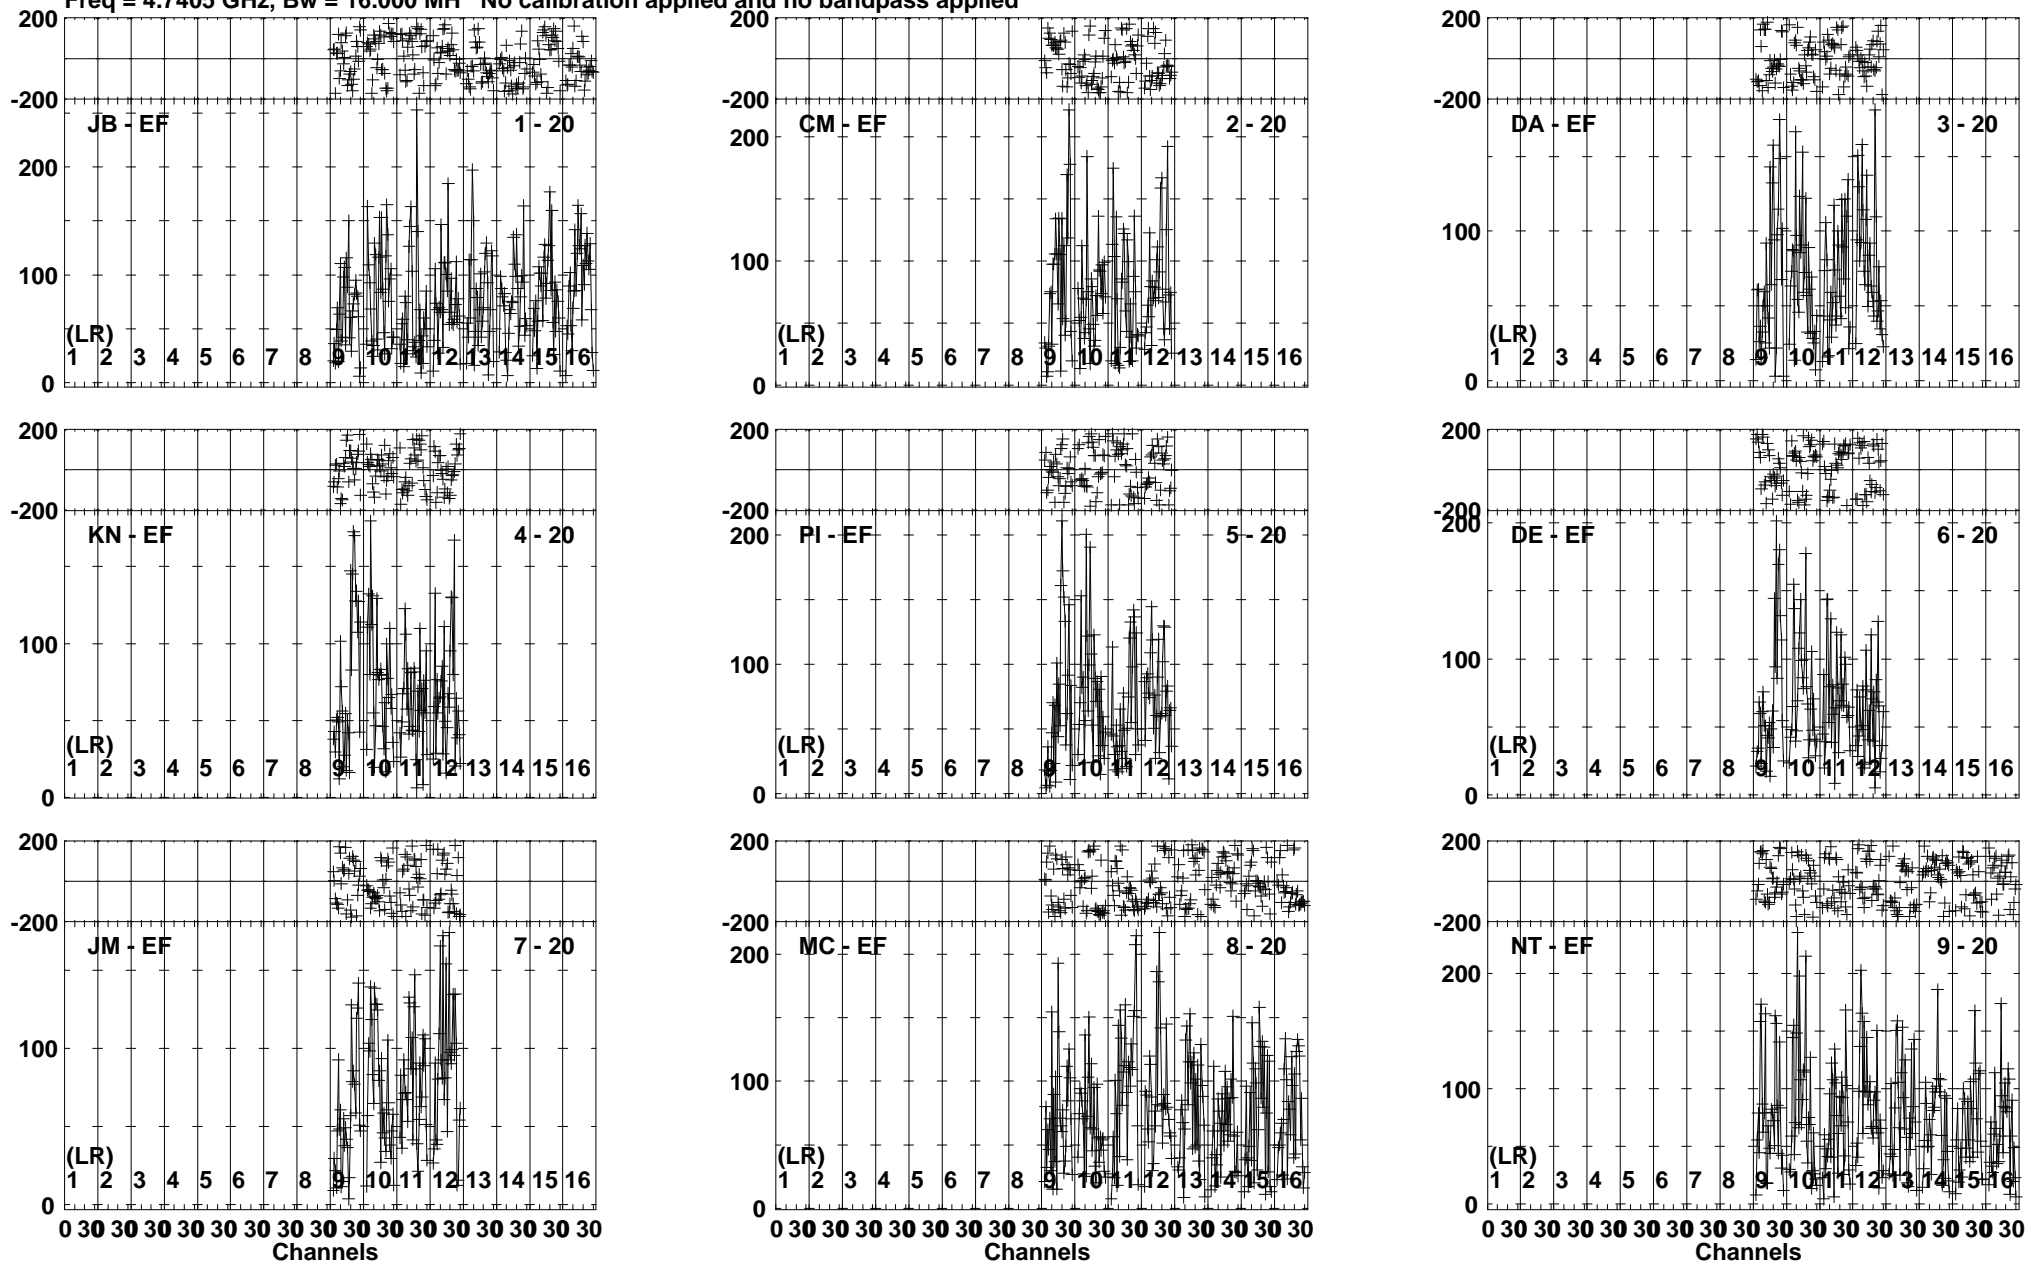 Freq = 4.7405 GHz, Bw = 16.000 MH No calibration applied and no bandpass applied
200
-200
JB - EF 1 - 20
200
100
0
(LR)
1 2 3 4 5 6 7 8 9 10 11 12 13 14 15 16
200
-200
CM - EF 2 - 20
200
100
0
(LR)
1 2 3 4 5 6 7 8 9 10 11 12 13 14 15 16
200
-200
DA - EF 3 - 20
100
0
(LR)
1 2 3 4 5 6 7 8 9 10 11 12 13 14 15 16
200
-200
KN - EF 4 - 20
100
0
(LR)
1 2 3 4 5 6 7 8 9 10 11 12 13 14 15 16
200
-200
PI - EF 5 - 20
200
100
0
(LR)
1 2 3 4 5 6 7 8 9 10 11 12 13 14 15 16
200
-200
200
DE - EF 6 - 20
100
0
(LR)
1 2 3 4 5 6 7 8 9 10 11 12 13 14 15 16
200
-200
JM - EF 7 - 20
100
0
(LR)
1 2 3 4 5 6 7 8 9 10 11 12 13 14 15 16
0 30 30 30 30 30 30 30 30 30 30 30 30 30 30 30 30
Channels
200
-200
MC - EF 8 - 20
200
100
0
(LR)
1 2 3 4 5 6 7 8 9 10 11 12 13 14 15 16
0 30 30 30 30 30 30 30 30 30 30 30 30 30 30 30 30
Channels
200
-200
NT - EF 9 - 20
200
100
0
(LR)
1 2 3 4 5 6 7 8 9 10 11 12 13 14 15 16
0 30 30 30 30 30 30 30 30 30 30 30 30 30 30 30 30
Channels